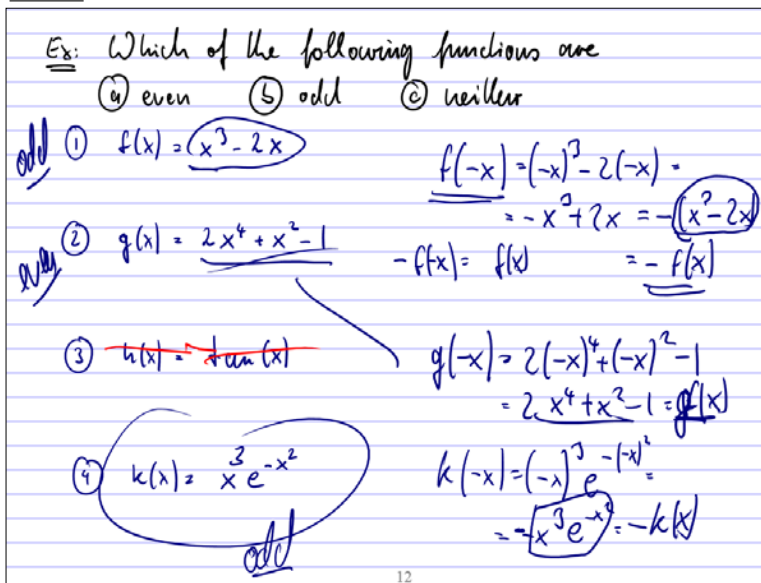 Ex: Which of the following functions are
(a) even (b) odd (c) neither
odd (1) f(x) = x³ - 2x
f(-x) = (-x)³ - 2(-x) =
= -x³ + 2x = -(x³ - 2x)
even (2) g(x) = 2x⁴ + x² - 1
-f(-x) = f(x) = -f(x)
(3) h(x) = tan(x)
g(-x) = 2(-x)⁴ + (-x)² - 1
= 2x⁴ + x² - 1 = g(x)
(4) k(x) = x³ e^{-x²}
k(-x) = (-x)³ e^{-(-x)²} =
= -x³ e^{-x²} = -k(x)
odd
12